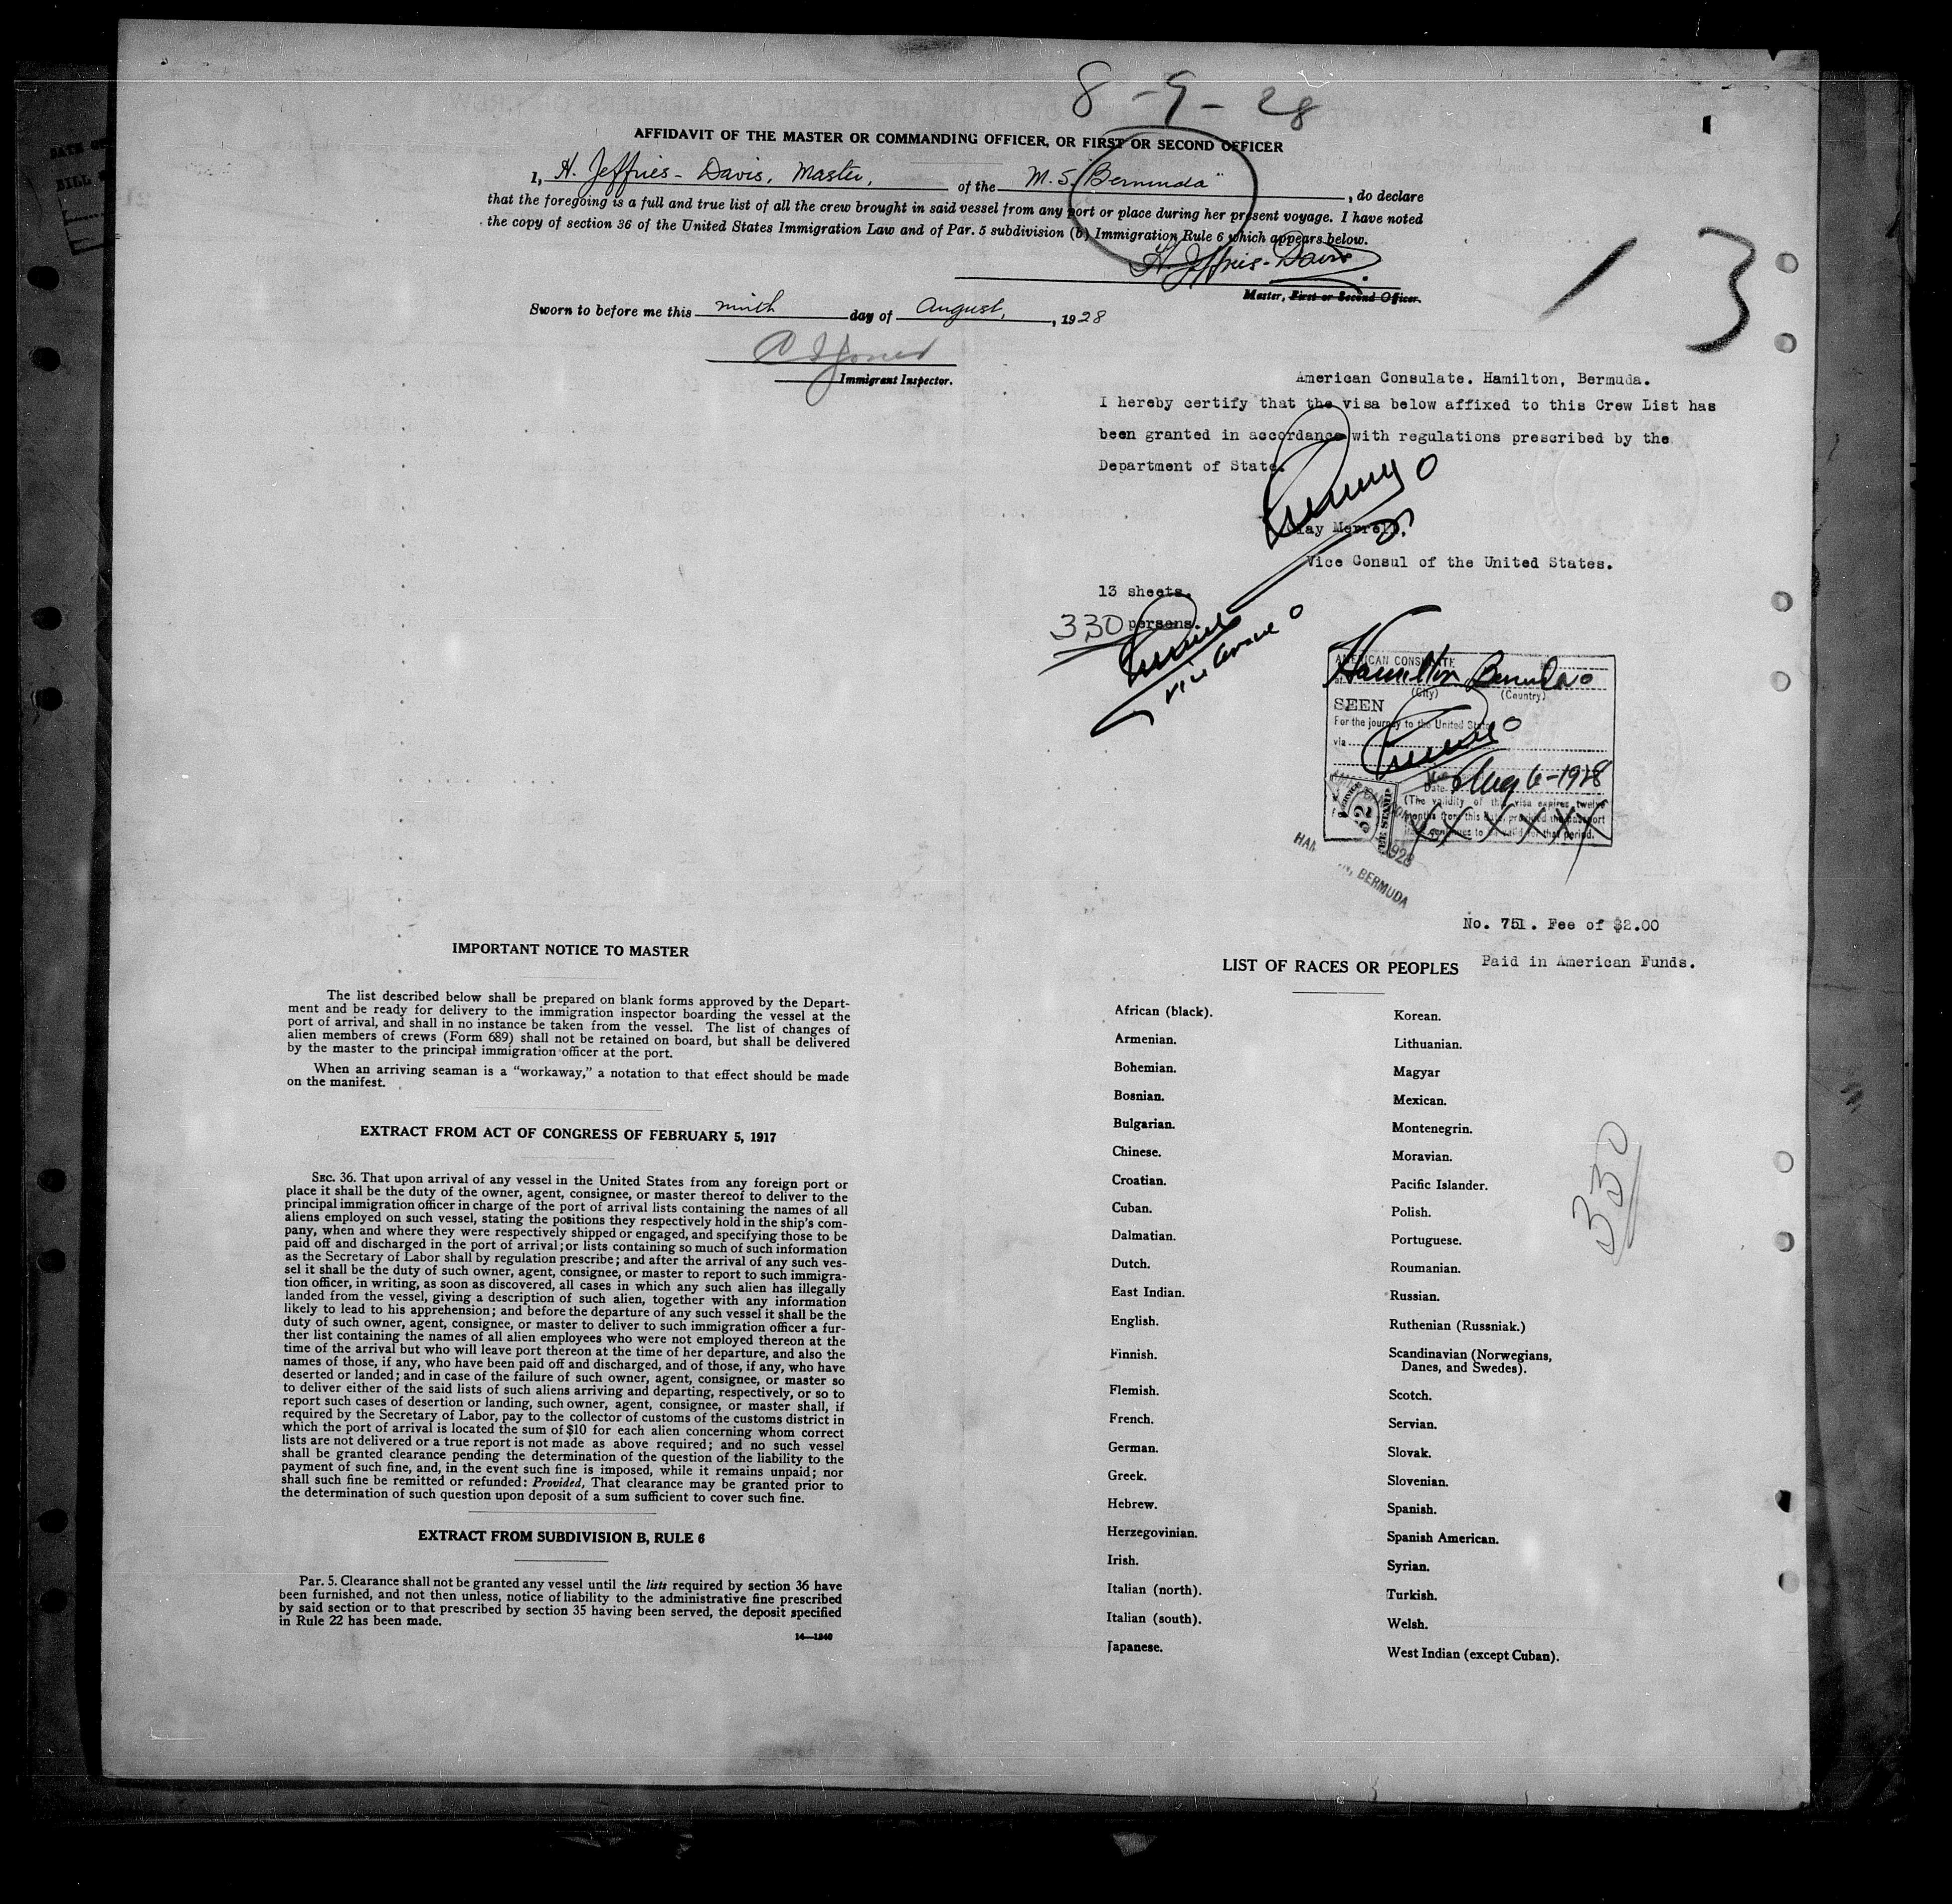 8-9-28
AFFIDAVIT OF THE MASTER OR COMMANDING OFFICER, OR FIRST OR SECOND OFFICER
I, H. Jeffries-Davis, Master, of the M.S. "Bermuda" , do declare
that the foregoing is a full and true list of all the crew brought in said vessel from any port or place during her present voyage. I have noted
the copy of section 36 of the United States Immigration Law and of Par. 5 subdivision (b) Immigration Rule 6 which appears below.
H. Jeffries-Davis
Master, First or Second Officer.
13
Sworn to before me this ninth day of August, , 1928
Immigrant Inspector.
American Consulate. Hamilton, Bermuda.
I hereby certify that the visa below affixed to this Crew List has
been granted in accordance with regulations prescribed by the
Department of State.
Vice Consul of the United States.
13 sheets.
330 persons.
AMERICAN CONSULATE
Hamilton Bermuda
(City) (Country)
SEEN
For the journey to the United States
via
Date Aug 6-1928
(The validity of this visa expires twelve
months from this date, provided the passport
continues to be valid for that period.
X X X X X X
BERMUDA
No. 751. Fee of $2.00
Paid in American Funds.
IMPORTANT NOTICE TO MASTER
The list described below shall be prepared on blank forms approved by the Depart-
ment and be ready for delivery to the immigration inspector boarding the vessel at the
port of arrival, and shall in no instance be taken from the vessel. The list of changes of
alien members of crews (Form 689) shall not be retained on board, but shall be delivered
by the master to the principal immigration officer at the port.
When an arriving seaman is a "workaway," a notation to that effect should be made
on the manifest.
EXTRACT FROM ACT OF CONGRESS OF FEBRUARY 5, 1917
SEC. 36. That upon arrival of any vessel in the United States from any foreign port or
place it shall be the duty of the owner, agent, consignee, or master thereof to deliver to the
principal immigration officer in charge of the port of arrival lists containing the names of all
aliens employed on such vessel, stating the positions they respectively hold in the ship's com-
pany, when and where they were respectively shipped or engaged, and specifying those to be
paid off and discharged in the port of arrival; or lists containing so much of such information
as the Secretary of Labor shall by regulation prescribe; and after the arrival of any such ves-
sel it shall be the duty of such owner, agent, consignee, or master to report to such immigra-
tion officer, in writing, as soon as discovered, all cases in which any such alien has illegally
landed from the vessel, giving a description of such alien, together with any information
likely to lead to his apprehension; and before the departure of any such vessel it shall be the
duty of such owner, agent, consignee, or master to deliver to such immigration officer a fur-
ther list containing the names of all alien employees who were not employed thereon at the
time of the arrival but who will leave port thereon at the time of her departure, and also the
names of those, if any, who have been paid off and discharged, and of those, if any, who have
deserted or landed; and in case of the failure of such owner, agent, consignee, or master so
to deliver either of the said lists of such aliens arriving and departing, respectively, or so to
report such cases of desertion or landing, such owner, agent, consignee, or master shall, if
required by the Secretary of Labor, pay to the collector of customs of the customs district in
which the port of arrival is located the sum of $10 for each alien concerning whom correct
lists are not delivered or a true report is not made as above required; and no such vessel
shall be granted clearance pending the determination of the question of the liability to the
payment of such fine, and, in the event such fine is imposed, while it remains unpaid; nor
shall such fine be remitted or refunded: Provided, That clearance may be granted prior to
the determination of such question upon deposit of a sum sufficient to cover such fine.
EXTRACT FROM SUBDIVISION B, RULE 6
Par. 5. Clearance shall not be granted any vessel until the lists required by section 36 have
been furnished, and not then unless, notice of liability to the administrative fine prescribed
by said section or to that prescribed by section 35 having been served, the deposit specified
in Rule 22 has been made.
14—1240
LIST OF RACES OR PEOPLES
African (black).
Armenian.
Bohemian.
Bosnian.
Bulgarian.
Chinese.
Croatian.
Cuban.
Dalmatian.
Dutch.
East Indian.
English.
Finnish.
Flemish.
French.
German.
Greek.
Hebrew.
Herzegovinian.
Irish.
Italian (north).
Italian (south).
Japanese.
Korean.
Lithuanian.
Magyar
Mexican.
Montenegrin.
Moravian.
Pacific Islander.
Polish.
Portuguese.
Roumanian.
Russian.
Ruthenian (Russniak.)
Scandinavian (Norwegians,
Danes, and Swedes).
Scotch.
Servian.
Slovak.
Slovenian.
Spanish.
Spanish American.
Syrian.
Turkish.
Welsh.
West Indian (except Cuban).
330